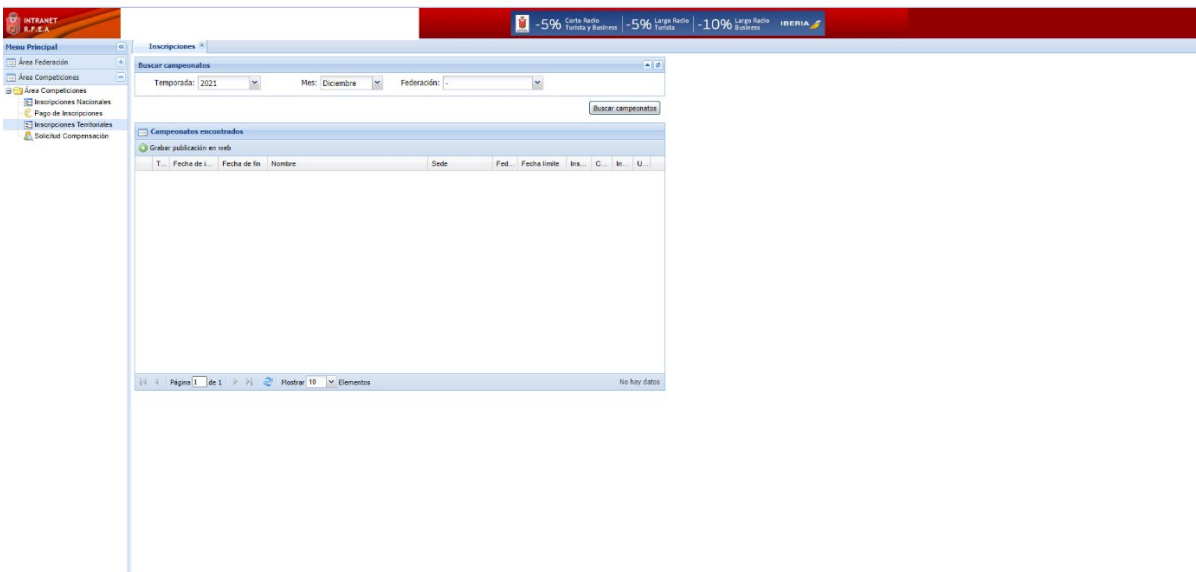 INTRANET
R.F.E.A
-5% Corto Radio Turista y Business -5% Largo Radio Turista -10% Largo Radio Business IBERIA
Menu Principal
Área Federación
Área Competiciones
Área Competiciones
Inscripciones Nacionales
Pago de Inscripciones
Inscripciones Territoriales
Solicitud Compensación
Inscripciones
Buscar campeonatos
Temporada: 2021 Mes: Diciembre Federación: -
Buscar campeonatos
Campeonatos encontrados
Grabar publicación en web
T... Fecha de i... Fecha de fin Nombre Sede Fed... Fecha límite Ins... C... In... U...
Página 1 de 1 Mostrar 10 Elementos No hay datos